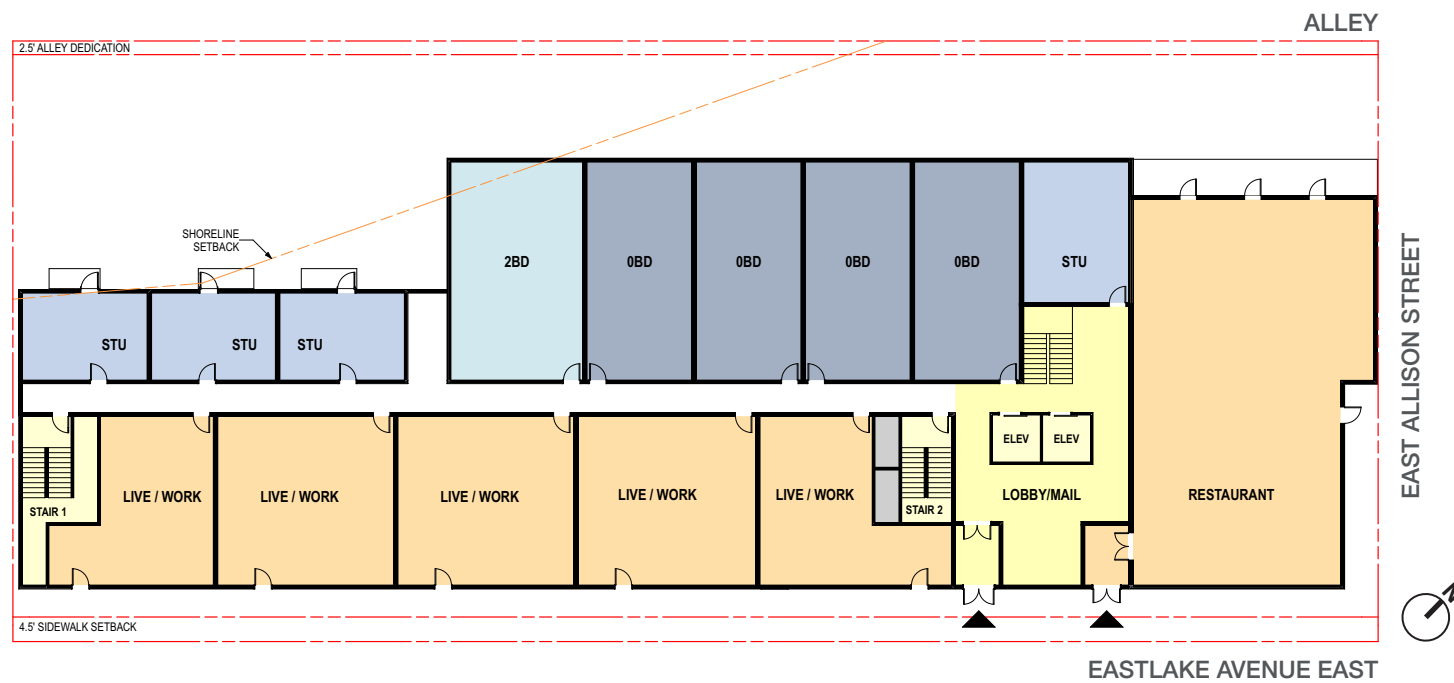 ALLEY
2.5' ALLEY DEDICATION
SHORELINE
SETBACK
2BD
0BD
0BD
0BD
0BD
STU
STU
STU
STU
EAST ALLISON STREET
ELEV
ELEV
LIVE / WORK
LIVE / WORK
LIVE / WORK
LIVE / WORK
LIVE / WORK
LOBBY/MAIL
RESTAURANT
STAIR 1
STAIR 2
4.5' SIDEWALK SETBACK
N
EASTLAKE AVENUE EAST